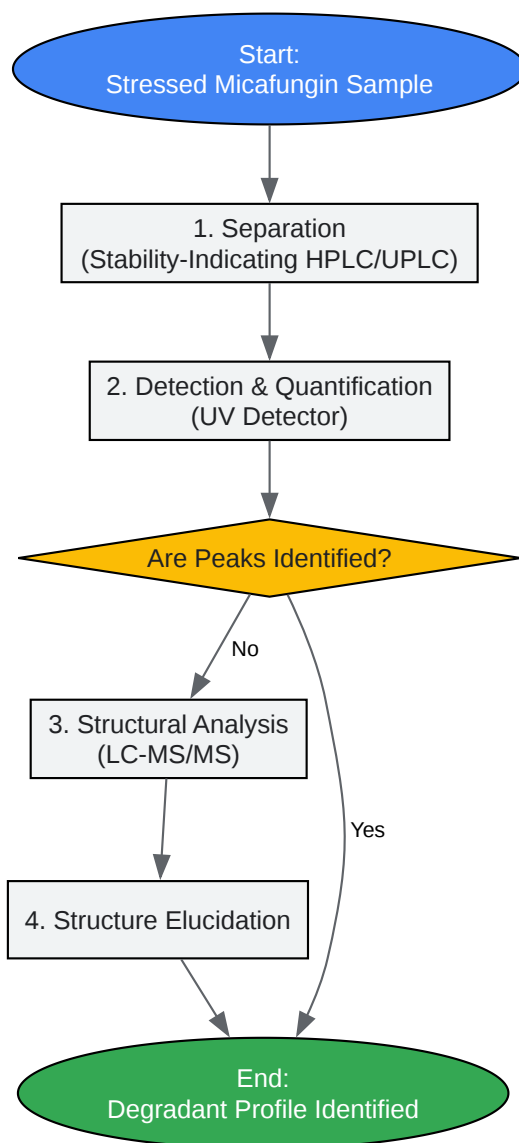 Start:
Stressed Micafungin Sample
1. Separation
(Stability-Indicating HPLC/UPLC)
2. Detection & Quantification
(UV Detector)
Are Peaks Identified?
No
3. Structural Analysis
(LC-MS/MS)
Yes
4. Structure Elucidation
End:
Degradant Profile Identified